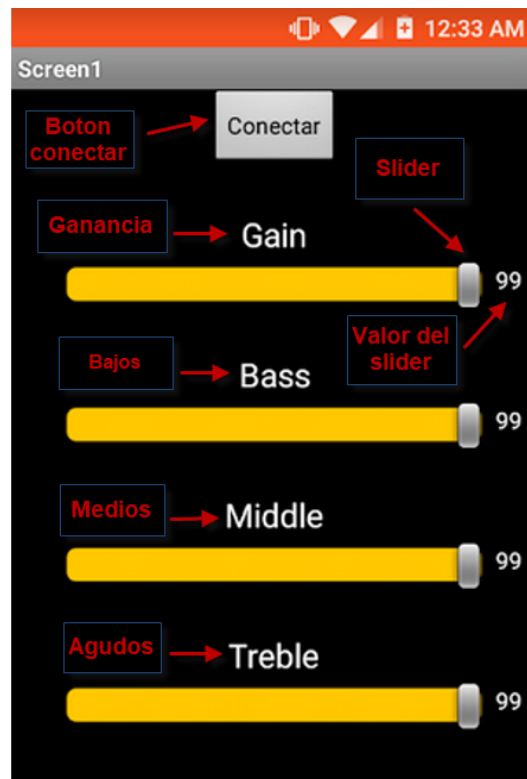 12:33 AM
Screen1
Boton
conectar
Conectar
Slider
Ganancia
Gain
99
Valor del
slider
Bajos
Bass
99
Medios
Middle
99
Agudos
Treble
99